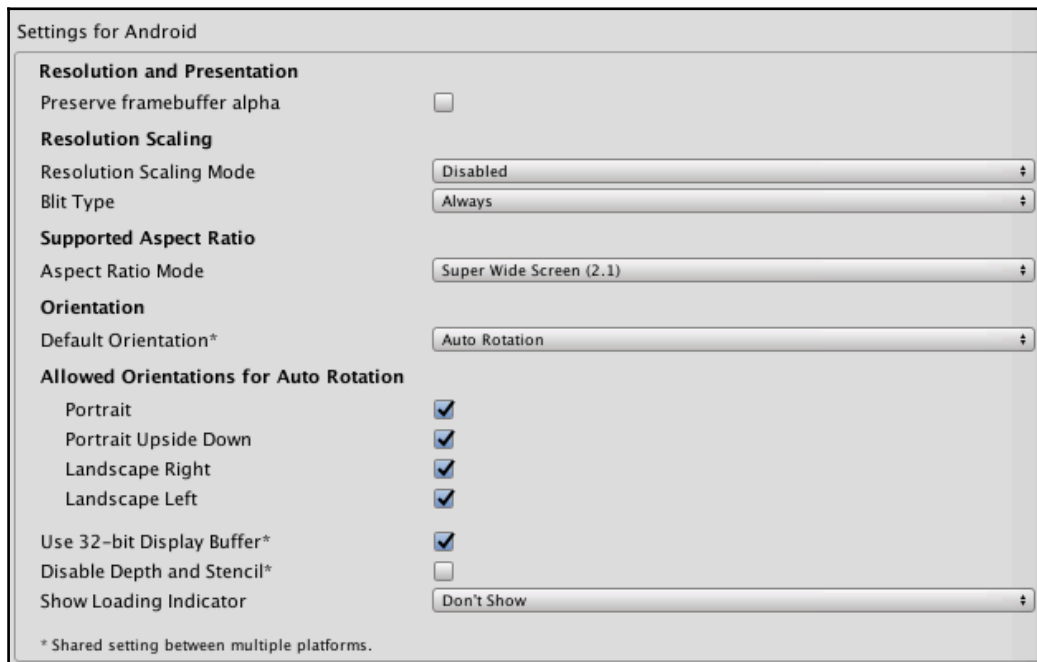 Settings for Android
Resolution and Presentation
Preserve framebuffer alpha
Resolution Scaling
Resolution Scaling Mode Disabled
Blit Type Always
Supported Aspect Ratio
Aspect Ratio Mode Super Wide Screen (2.1)
Orientation
Default Orientation* Auto Rotation
Allowed Orientations for Auto Rotation
Portrait
Portrait Upside Down
Landscape Right
Landscape Left
Use 32-bit Display Buffer*
Disable Depth and Stencil*
Show Loading Indicator Don't Show
* Shared setting between multiple platforms.